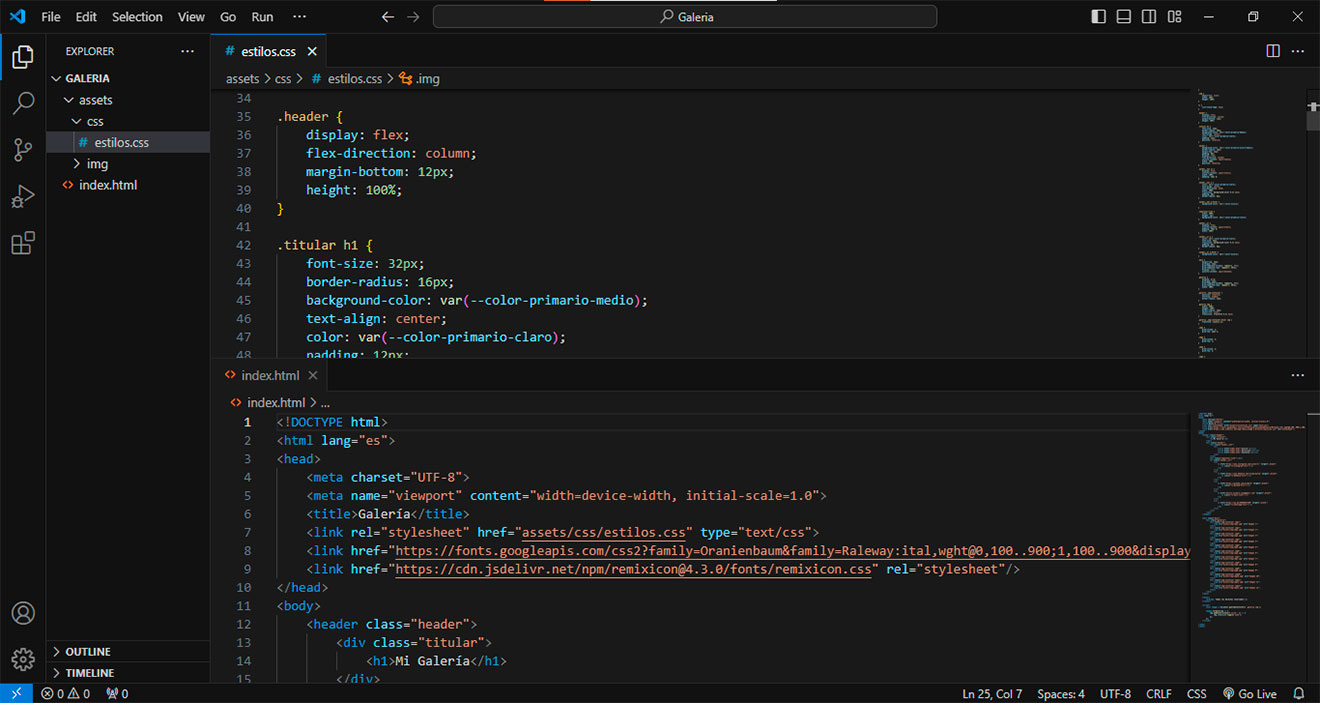 File Edit Selection View Go Run ··· Galeria
EXPLORER ···
GALERIA
assets
css
# estilos.css
img
<> index.html
OUTLINE
TIMELINE
# estilos.css ×
assets > css > # estilos.css > .img
34
35 .header {
36 display: flex;
37 flex-direction: column;
38 margin-bottom: 12px;
39 height: 100%;
40 }
41
42 .titular h1 {
43 font-size: 32px;
44 border-radius: 16px;
45 background-color: var(--color-primario-medio);
46 text-align: center;
47 color: var(--color-primario-claro);
48 padding: 12px;
<> index.html ×
<> index.html > ...
1 <!DOCTYPE html>
2 <html lang="es">
3 <head>
4 <meta charset="UTF-8">
5 <meta name="viewport" content="width=device-width, initial-scale=1.0">
6 <title>Galería</title>
7 <link rel="stylesheet" href="assets/css/estilos.css" type="text/css">
8 <link href="https://fonts.googleapis.com/css2?family=Oranienbaum&family=Raleway:ital,wght@0,100..900;1,100..900&display
9 <link href="https://cdn.jsdelivr.net/npm/remixicon@4.3.0/fonts/remixicon.css" rel="stylesheet"/>
10 </head>
11 <body>
12 <header class="header">
13 <div class="titular">
14 <h1>Mi Galería</h1>
15 </div>
0 0 0 Ln 25, Col 7 Spaces: 4 UTF-8 CRLF CSS Go Live